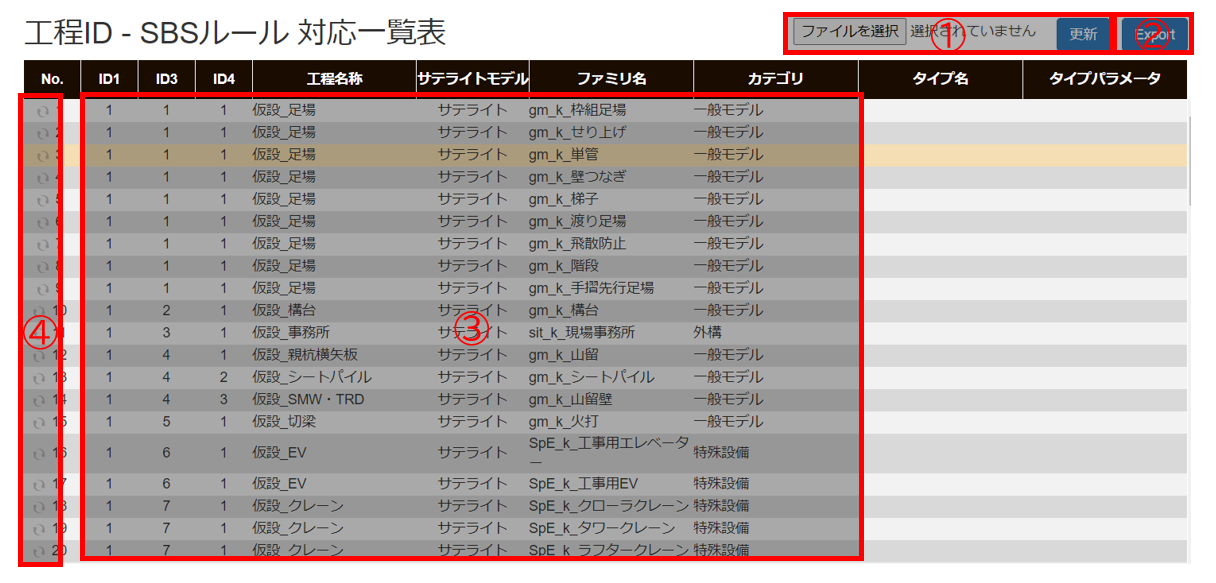 工程ID - SBSルール 対応一覧表
ファイルを選択 選択されていません 更新 Export
① ②
No. ID1 ID3 ID4 工程名称 サテライトモデル ファミリ名 カテゴリ タイプ名 タイプパラメータ
1 1 1 1 仮設_足場 サテライト gm_k_枠組足場 一般モデル
2 1 1 1 仮設_足場 サテライト gm_k_せり上げ 一般モデル
3 1 1 1 仮設_足場 サテライト gm_k_単管 一般モデル
4 1 1 1 仮設_足場 サテライト gm_k_壁つなぎ 一般モデル
5 1 1 1 仮設_足場 サテライト gm_k_梯子 一般モデル
6 1 1 1 仮設_足場 サテライト gm_k_渡り足場 一般モデル
7 1 1 1 仮設_足場 サテライト gm_k_飛散防止 一般モデル
8 1 1 1 仮設_足場 サテライト gm_k_階段 一般モデル
9 1 1 1 仮設_足場 サテライト gm_k_手摺先行足場 一般モデル
10 1 2 1 仮設_構台 サテライト gm_k_構台 一般モデル
11 1 3 1 仮設_事務所 サテライト sit_k_現場事務所 外構
④ ③
12 1 4 1 仮設_親杭横矢板 サテライト gm_k_山留 一般モデル
13 1 4 2 仮設_シートパイル サテライト gm_k_シートパイル 一般モデル
14 1 4 3 仮設_SMW・TRD サテライト gm_k_山留壁 一般モデル
15 1 5 1 仮設_切梁 サテライト gm_k_火打 一般モデル
16 1 6 1 仮設_EV サテライト SpE_k_工事用エレベーター 特殊設備
17 1 6 1 仮設_EV サテライト SpE_k_工事用EV 特殊設備
18 1 7 1 仮設_クレーン サテライト SpE_k_クローラクレーン 特殊設備
19 1 7 1 仮設_クレーン サテライト SpE_k_タワークレーン 特殊設備
20 1 7 1 仮設_クレーン サテライト SpE_k_ラフタークレーン 特殊設備